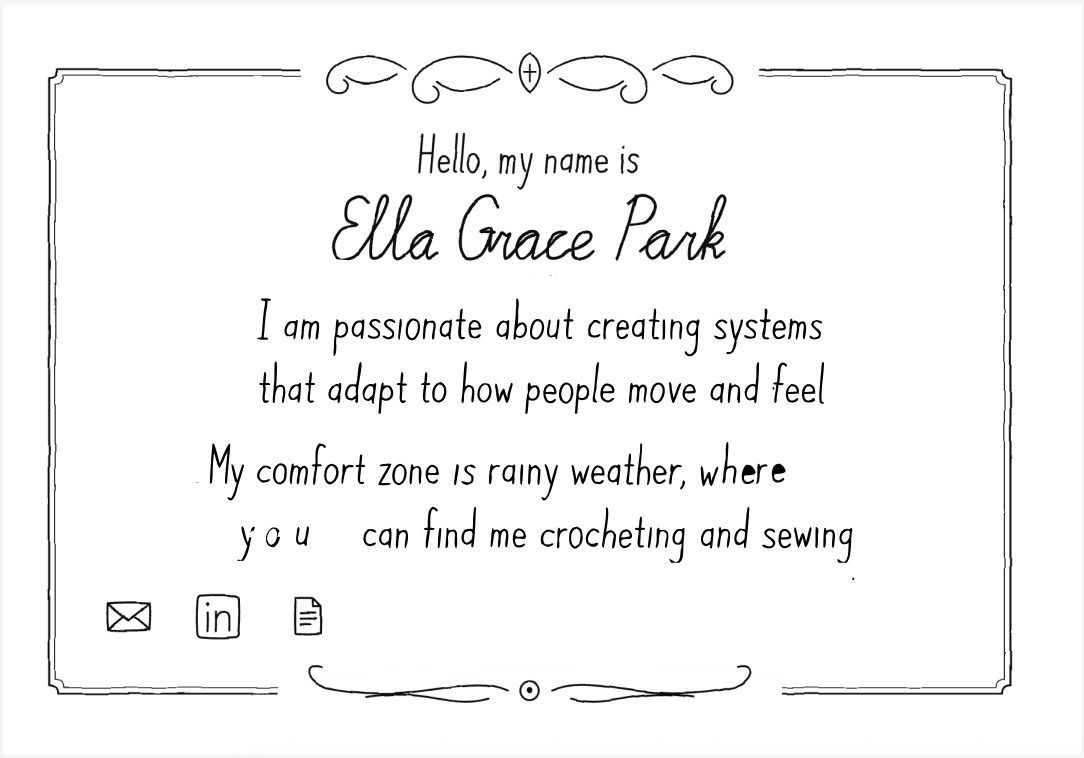 Hello, my name is
Ella Grace Park
I am passionate about creating systems
that adapt to how people move and feel
My comfort zone is rainy weather, where
you can find me crocheting and sewing
in